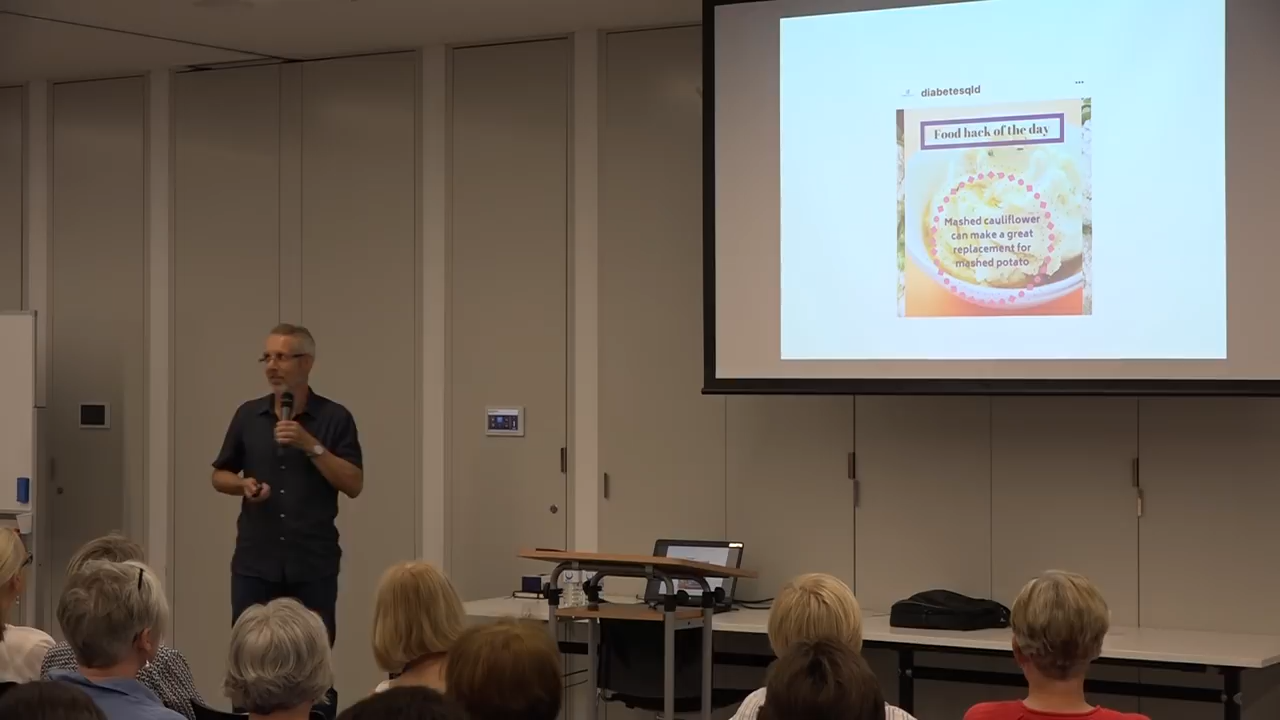 diabetesqld
Food hack of the day
Mashed cauliflower
can make a great
replacement for
mashed potato